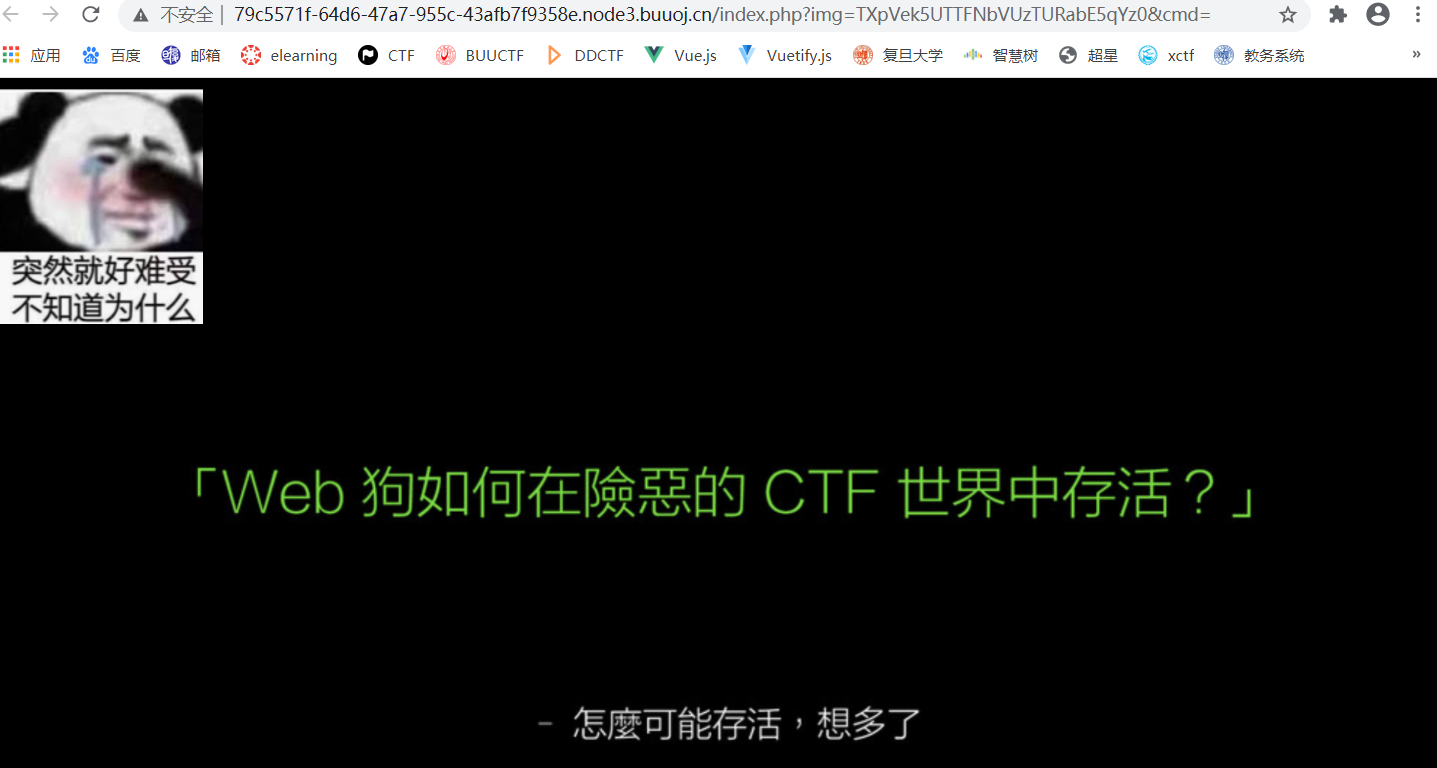 不安全 | 79c5571f-64d6-47a7-955c-43afb7f9358e.node3.buuoj.cn/index.php?img=TXpVek5UTTFNbVUzTURabE5qYz0&cmd=
应用 百度 邮箱 elearning CTF BUUCTF DDCTF Vue.js Vuetify.js 复旦大学 智慧树 超星 xctf 教务系统 »
突然就好难受
不知道为什么
「Web 狗如何在險惡的 CTF 世界中存活？」
- 怎麼可能存活，想多了